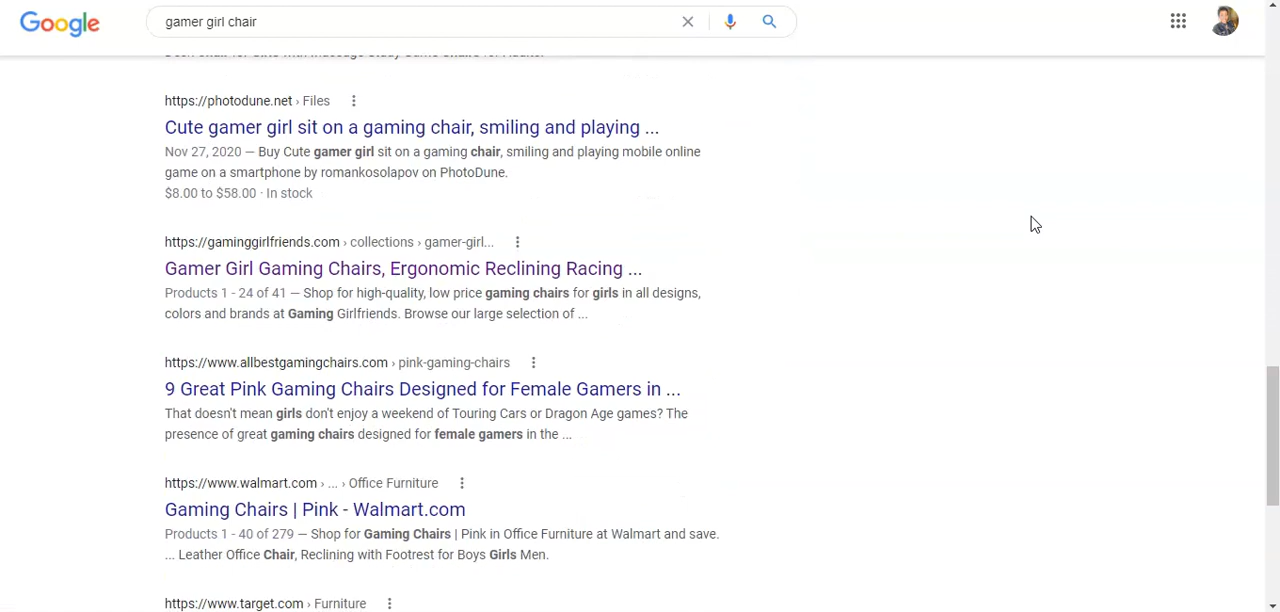 Google
gamer girl chair
https://photodune.net › Files
Cute gamer girl sit on a gaming chair, smiling and playing ...
Nov 27, 2020 — Buy Cute gamer girl sit on a gaming chair, smiling and playing mobile online
game on a smartphone by romankosolapov on PhotoDune.
$8.00 to $58.00 · In stock
https://gaminggirlfriends.com › collections › gamer-girl...
Gamer Girl Gaming Chairs, Ergonomic Reclining Racing ...
Products 1 - 24 of 41 — Shop for high-quality, low price gaming chairs for girls in all designs,
colors and brands at Gaming Girlfriends. Browse our large selection of ...
https://www.allbestgamingchairs.com › pink-gaming-chairs
9 Great Pink Gaming Chairs Designed for Female Gamers in ...
That doesn't mean girls don't enjoy a weekend of Touring Cars or Dragon Age games? The
presence of great gaming chairs designed for female gamers in the ...
https://www.walmart.com › ... › Office Furniture
Gaming Chairs | Pink - Walmart.com
Products 1 - 40 of 279 — Shop for Gaming Chairs | Pink in Office Furniture at Walmart and save.
... Leather Office Chair, Reclining with Footrest for Boys Girls Men.
https://www.target.com › Furniture